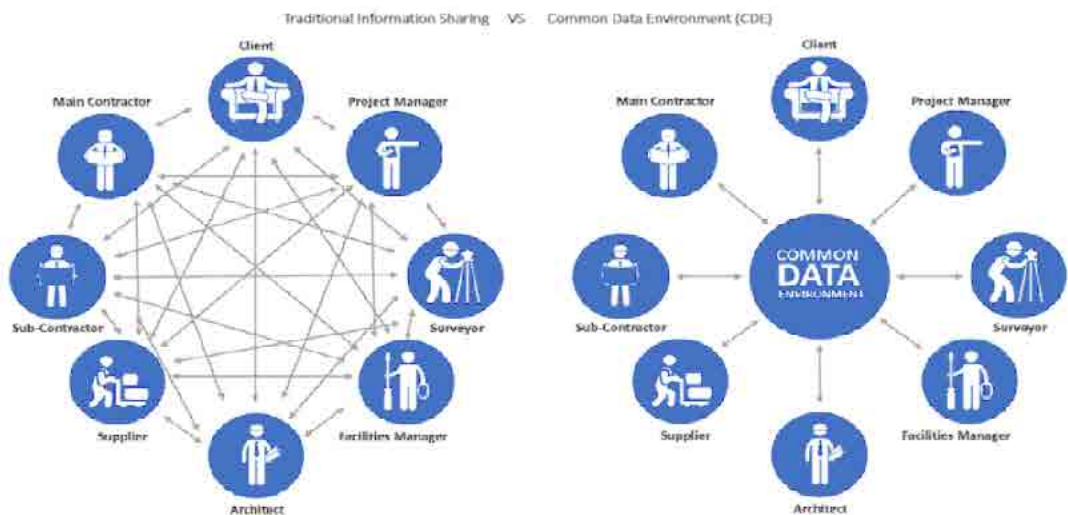 Traditional Information Sharing VS Common Data Environment (CDE)
Client
Main Contractor
Project Manager
Sub-Contractor
Surveyor
Supplier
Facilities Manager
Architect
Client
Main Contractor
Project Manager
COMMON
DATA
ENVIRONMENT
Sub-Contractor
Surveyor
Supplier
Facilities Manager
Architect